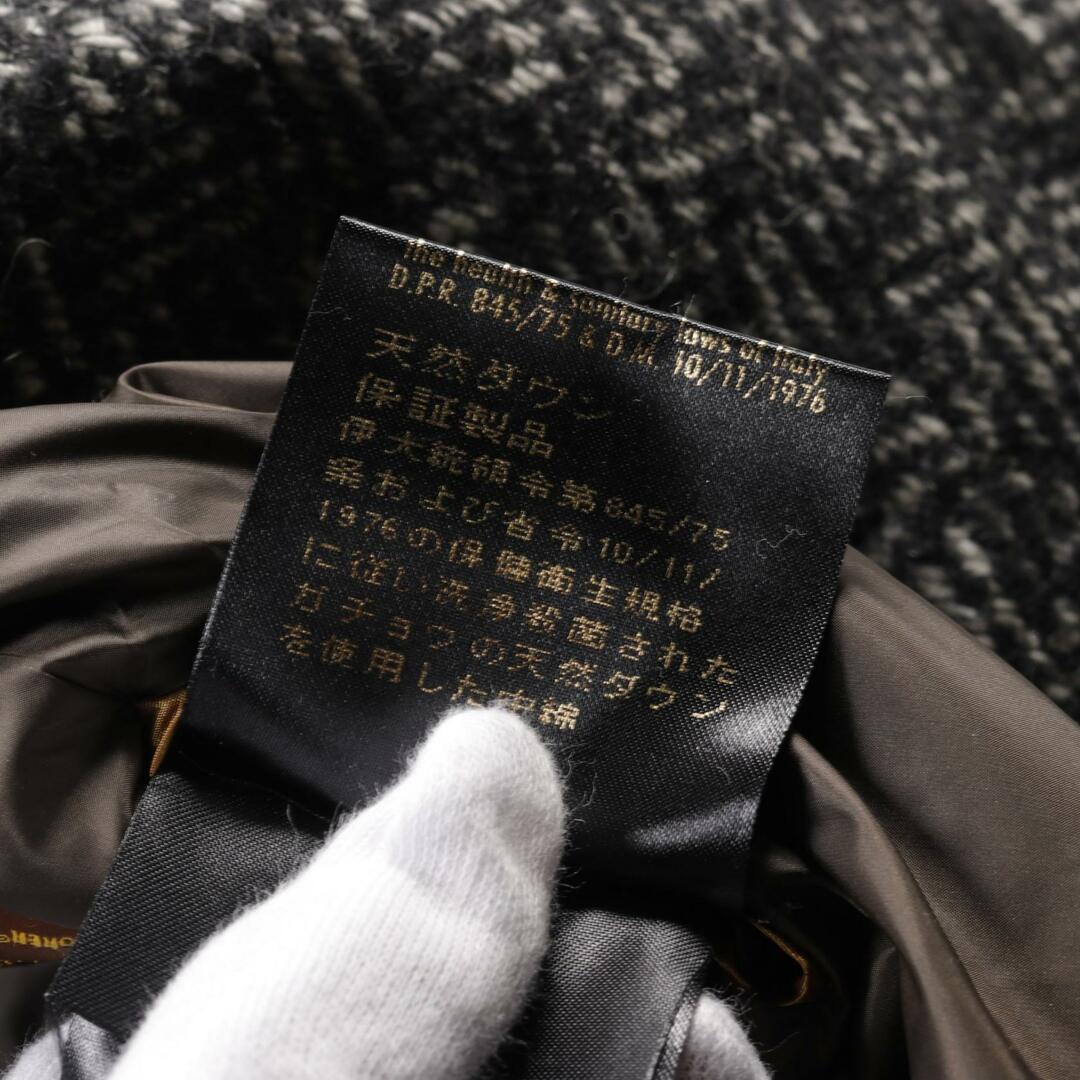 the health & sanitary laws of Italy
D.P.R. 845/75 & D.M. 10/11/1976
天然ダウン
保証製品
伊大統領令第845/75
条および省令10/11/
1976の保健衛生規格
に従い洗浄殺菌された
ガチョウの天然ダウン
を使用した中綿